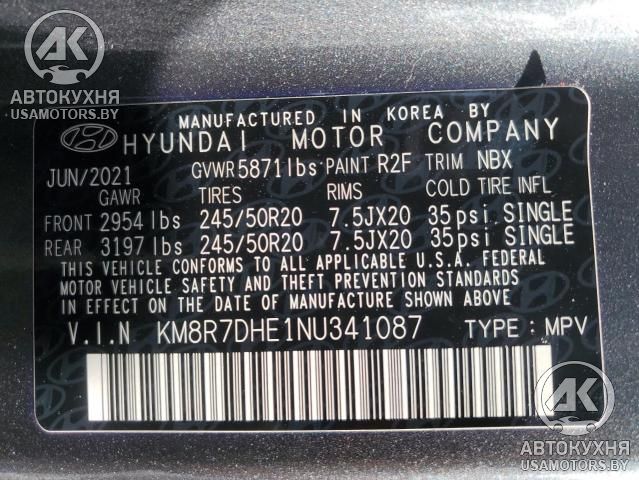 АВТОКУХНЯ
USAMOTORS.BY
MANUFACTURED IN KOREA BY
HYUNDAI MOTOR COMPANY
JUN/2021 GVWR 5871 lbs PAINT R2F TRIM NBX
GAWR TIRES RIMS COLD TIRE INFL
FRONT 2954 lbs 245/50R20 7.5JX20 35 psi SINGLE
REAR 3197 lbs 245/50R20 7.5JX20 35 psi SINGLE
THIS VEHICLE CONFORMS TO ALL APPLICABLE U.S.A. FEDERAL
MOTOR VEHICLE SAFETY BUMPER, AND THEFT PREVENTION STANDARDS
IN EFFECT ON THE DATE OF MANUFACTURE SHOWN ABOVE.
V.I.N KM8R7DHE1NU341087 TYPE: MPV
АВТОКУХНЯ
USAMOTORS.BY